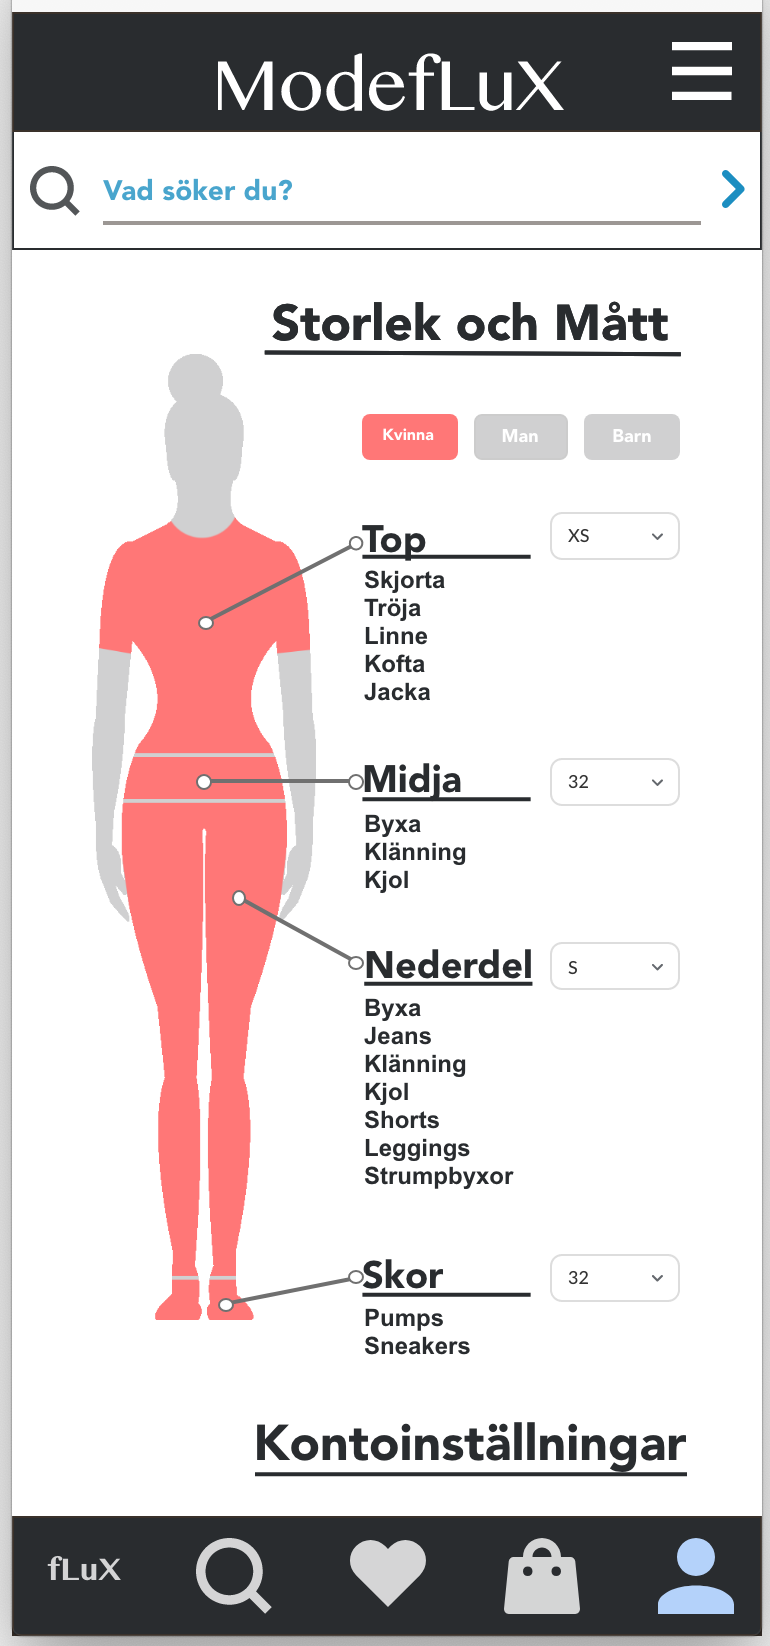 ModefLuX
Vad söker du?
Storlek och Mått
Kvinna
Man
Barn
Top
XS
Skjorta
Tröja
Linne
Kofta
Jacka
Midja
32
Byxa
Klänning
Kjol
Nederdel
S
Byxa
Jeans
Klänning
Kjol
Shorts
Leggings
Strumpbyxor
Skor
32
Pumps
Sneakers
Kontoinställningar
fLuX